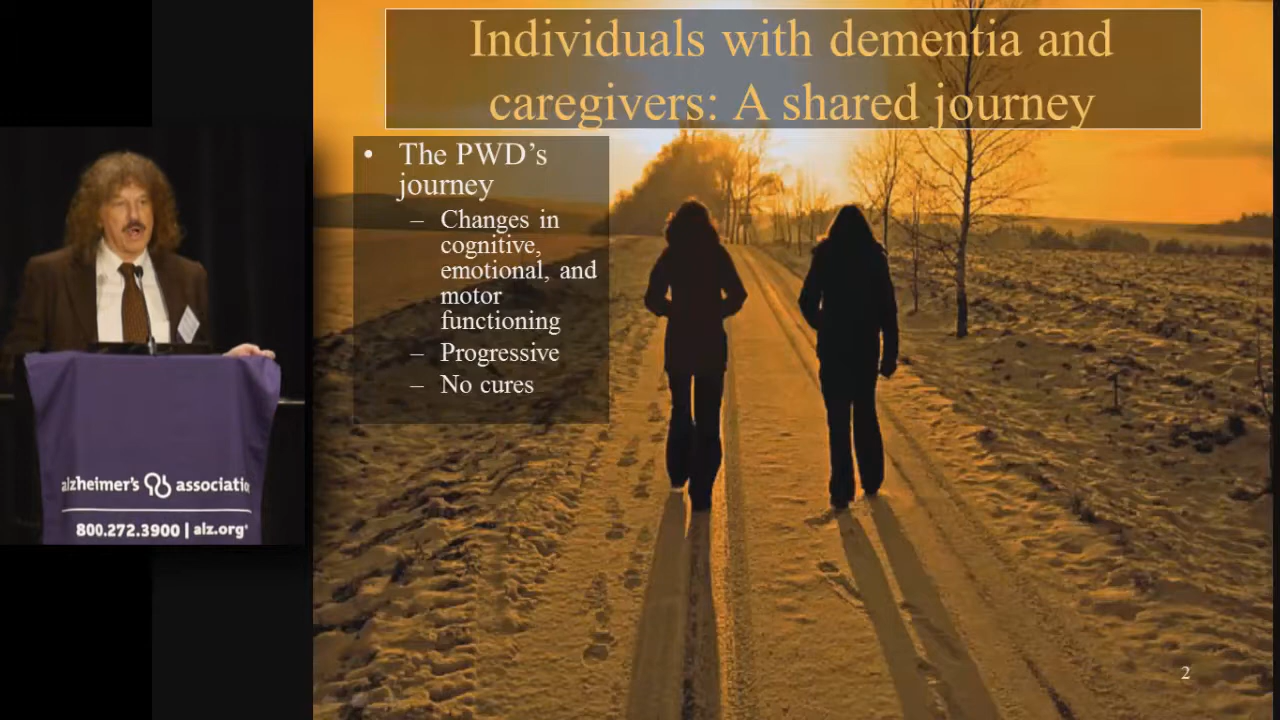 Individuals with dementia and
caregivers: A shared journey
• The PWD's
journey
– Changes in
cognitive,
emotional, and
motor
functioning
– Progressive
– No cures
alzheimer's associatio
800.272.3900 | alz.org®
2